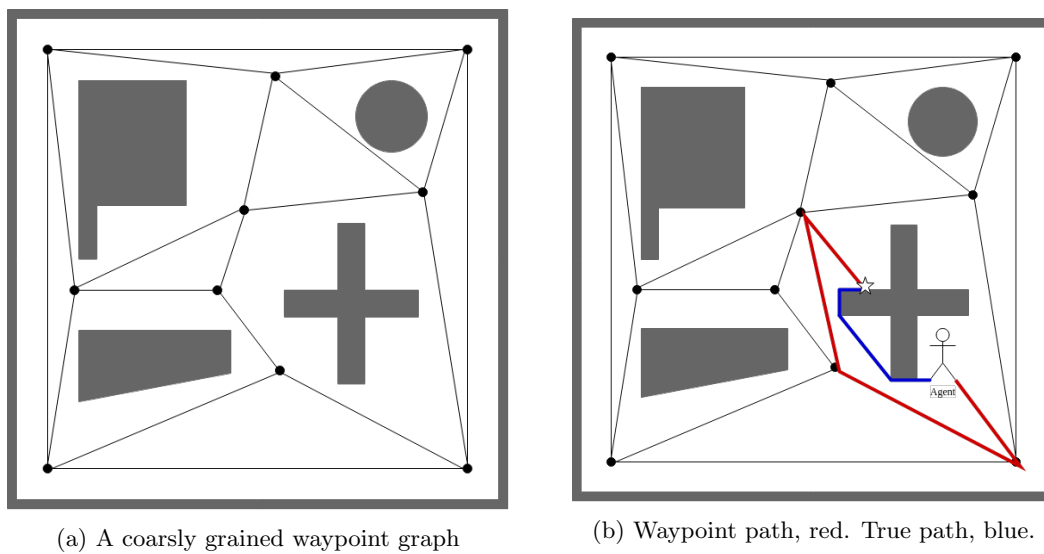 Agent
(a) A coarsly grained waypoint graph
(b) Waypoint path, red. True path, blue.